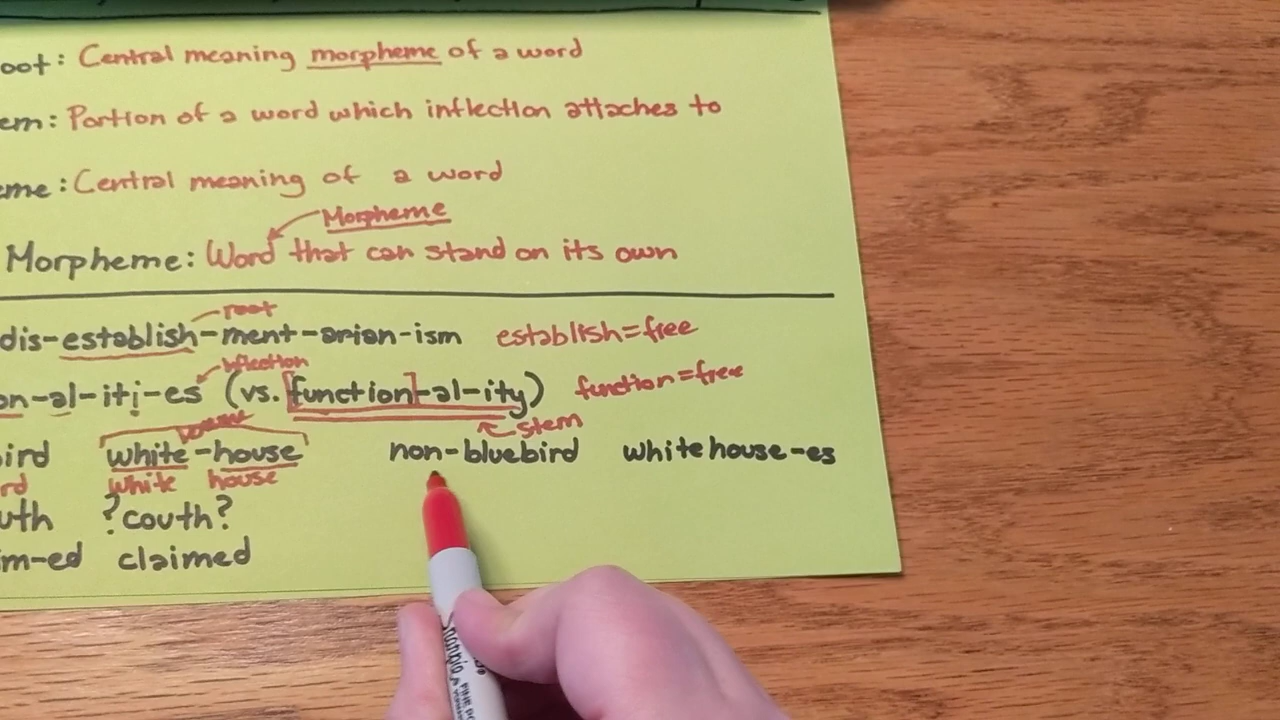 oot: Central meaning morpheme of a word
em: Portion of a word which inflection attaches to
eme: Central meaning of a word
Morpheme
Morpheme: Word that can stand on its own
root
dis-establish-ment-arian-ism establish=free
inflection
on-al-iti-es (vs. [function]-al-ity) function=free
stem
ird white-house non-bluebird whitehouse-es
rd white house
uth ?couth?
im-ed claimed
Sharpie